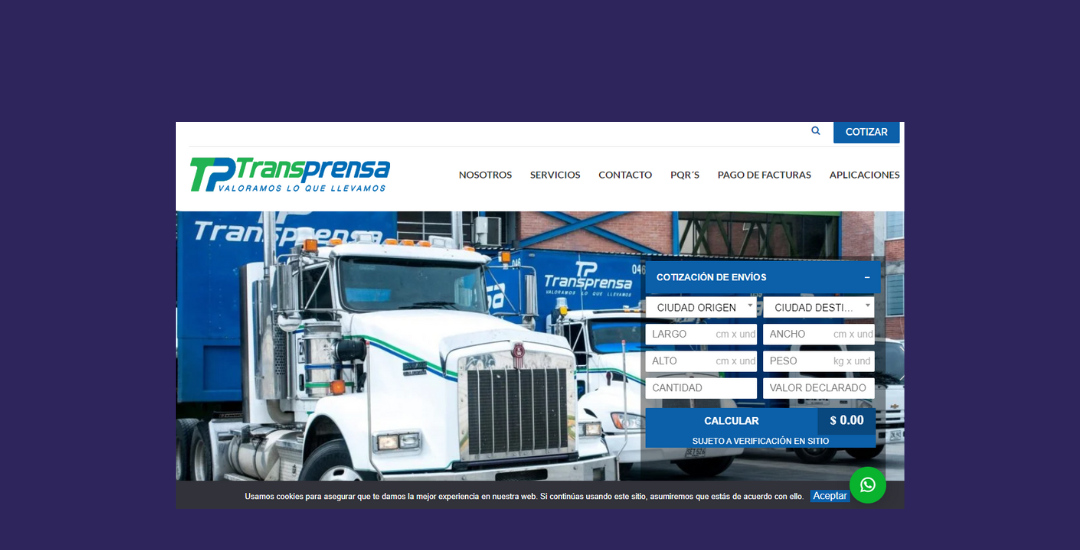 COTIZAR
TP Transprensa
VALORAMOS LO QUE LLEVAMOS
NOSOTROS SERVICIOS CONTACTO PQR´S PAGO DE FACTURAS APLICACIONES
Transprensa
046
TP
Transprensa
VALORAMOS LO QUE LLEVAMOS
046
COTIZACIÓN DE ENVÍOS –
CIUDAD ORIGEN CIUDAD DESTI...
LARGO cm x und ANCHO cm x und
ALTO cm x und PESO kg x und
CANTIDAD VALOR DECLARADO
CALCULAR $ 0.00
SUJETO A VERIFICACIÓN EN SITIO
Usamos cookies para asegurar que te damos la mejor experiencia en nuestra web. Si continúas usando este sitio, asumiremos que estás de acuerdo con ello. Aceptar